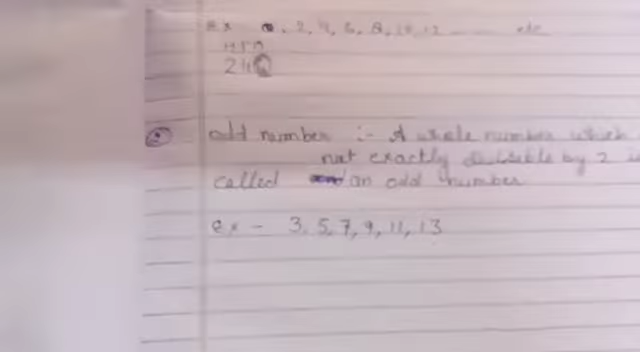 ex 2, 4, 6, 8, 10, 12 etc
odd number :- A whole number which
not exactly divisible by 2 is
called an odd number
ex - 3, 5, 7, 9, 11, 13